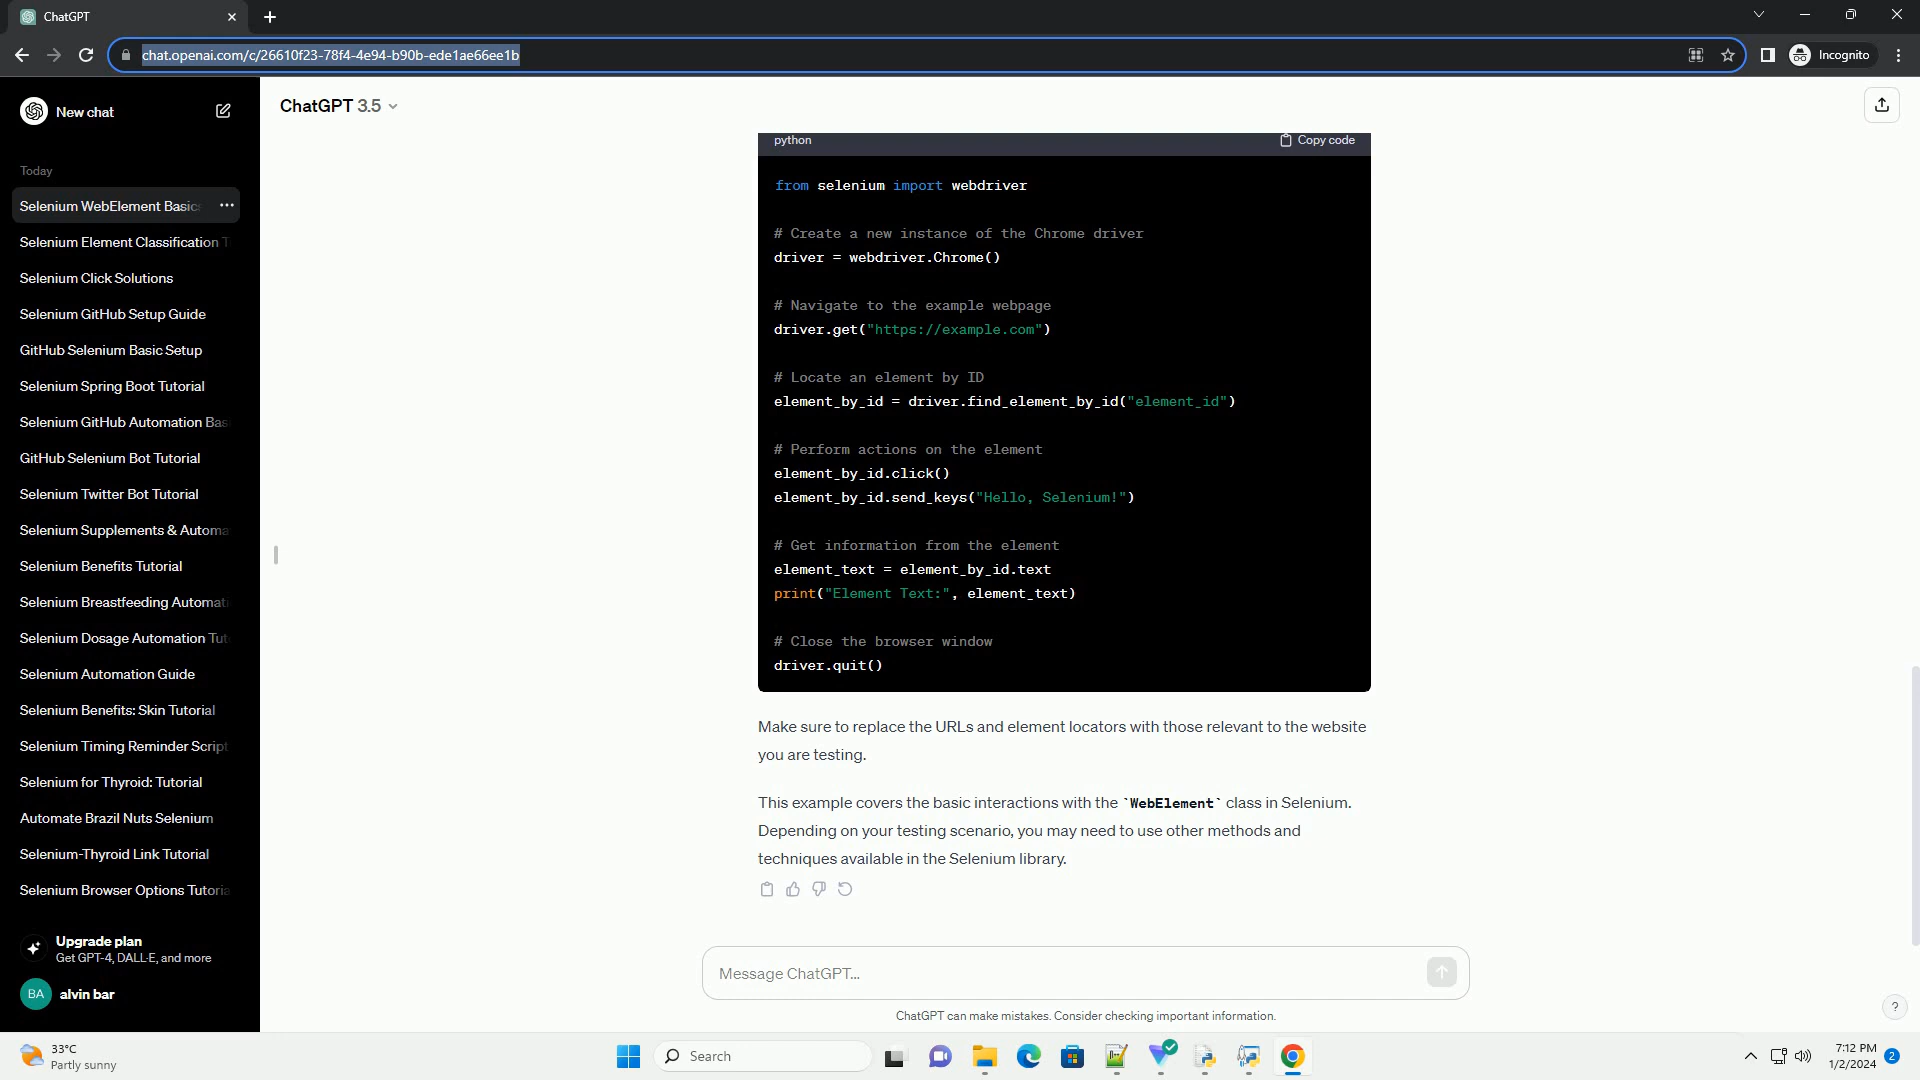 ChatGPT
chat.openai.com/c/26610f23-78f4-4e94-b90b-ede1ae66ee1b
Incognito
New chat
ChatGPT 3.5
Today
Selenium WebElement Basics
Selenium Element Classification T
Selenium Click Solutions
Selenium GitHub Setup Guide
GitHub Selenium Basic Setup
Selenium Spring Boot Tutorial
Selenium GitHub Automation Bas
GitHub Selenium Bot Tutorial
Selenium Twitter Bot Tutorial
Selenium Supplements & Automa
Selenium Benefits Tutorial
Selenium Breastfeeding Automati
Selenium Dosage Automation Tut
Selenium Automation Guide
Selenium Benefits: Skin Tutorial
Selenium Timing Reminder Script
Selenium for Thyroid: Tutorial
Automate Brazil Nuts Selenium
Selenium-Thyroid Link Tutorial
Selenium Browser Options Tutoria
Upgrade plan
Get GPT-4, DALL·E, and more
BA
alvin bar
python
Copy code
from selenium import webdriver
# Create a new instance of the Chrome driver
driver = webdriver.Chrome()
# Navigate to the example webpage
driver.get("https://example.com")
# Locate an element by ID
element_by_id = driver.find_element_by_id("element_id")
# Perform actions on the element
element_by_id.click()
element_by_id.send_keys("Hello, Selenium!")
# Get information from the element
element_text = element_by_id.text
print("Element Text:", element_text)
# Close the browser window
driver.quit()
Make sure to replace the URLs and element locators with those relevant to the website
you are testing.
This example covers the basic interactions with the `WebElement` class in Selenium.
Depending on your testing scenario, you may need to use other methods and
techniques available in the Selenium library.
Message ChatGPT...
ChatGPT can make mistakes. Consider checking important information.
?
33°C
Partly sunny
Search
7:12 PM
1/2/2024
2